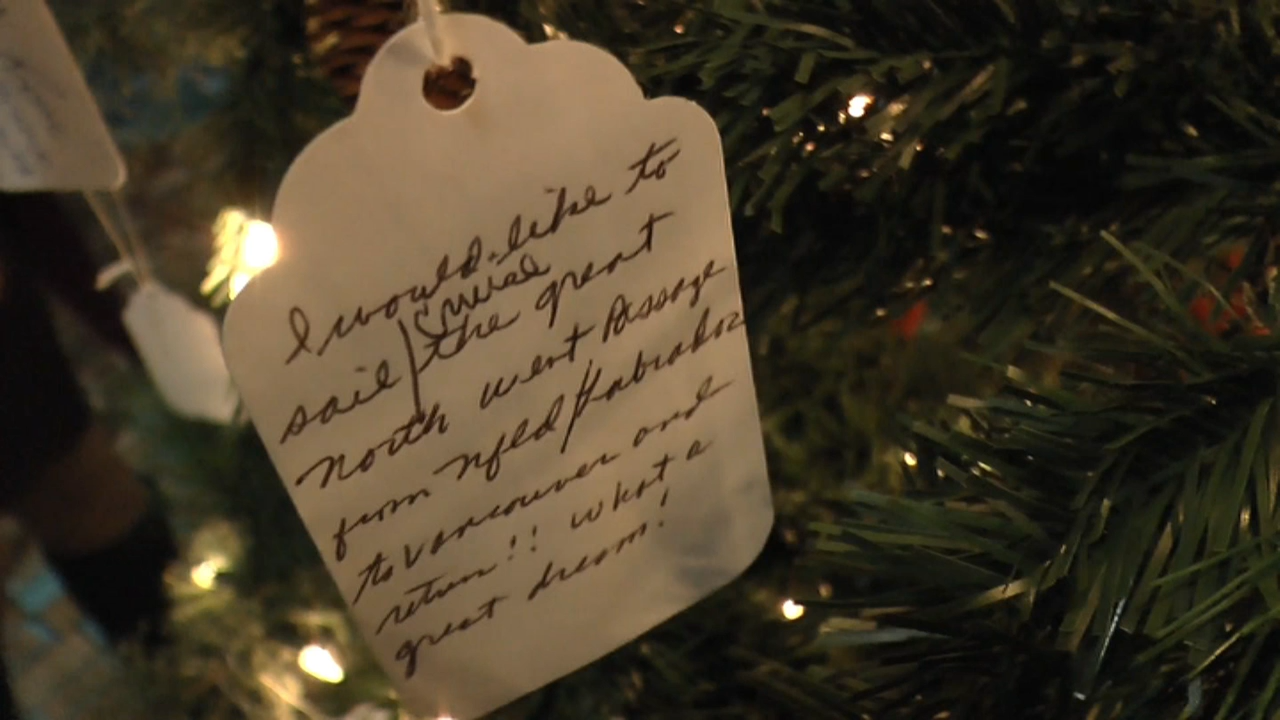 I would like to
sail / cruise the great
North west Passage
from Nfld/Labrador
to Vancouver and
return!! what a
great dream!